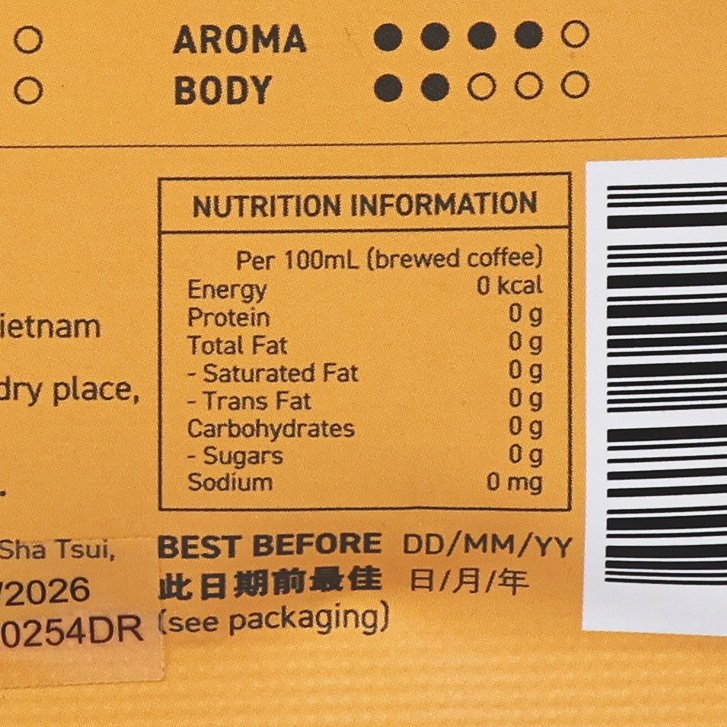 AROMA
BODY
NUTRITION INFORMATION
Per 100mL (brewed coffee)
Energy 0 kcal
Protein 0 g
Total Fat 0 g
- Saturated Fat 0 g
- Trans Fat 0 g
Carbohydrates 0 g
- Sugars 0 g
Sodium 0 mg
ietnam
dry place,
.
Sha Tsui,
/2026
0254DR
BEST BEFORE DD/MM/YY
此日期前最佳 日/月/年
(see packaging)